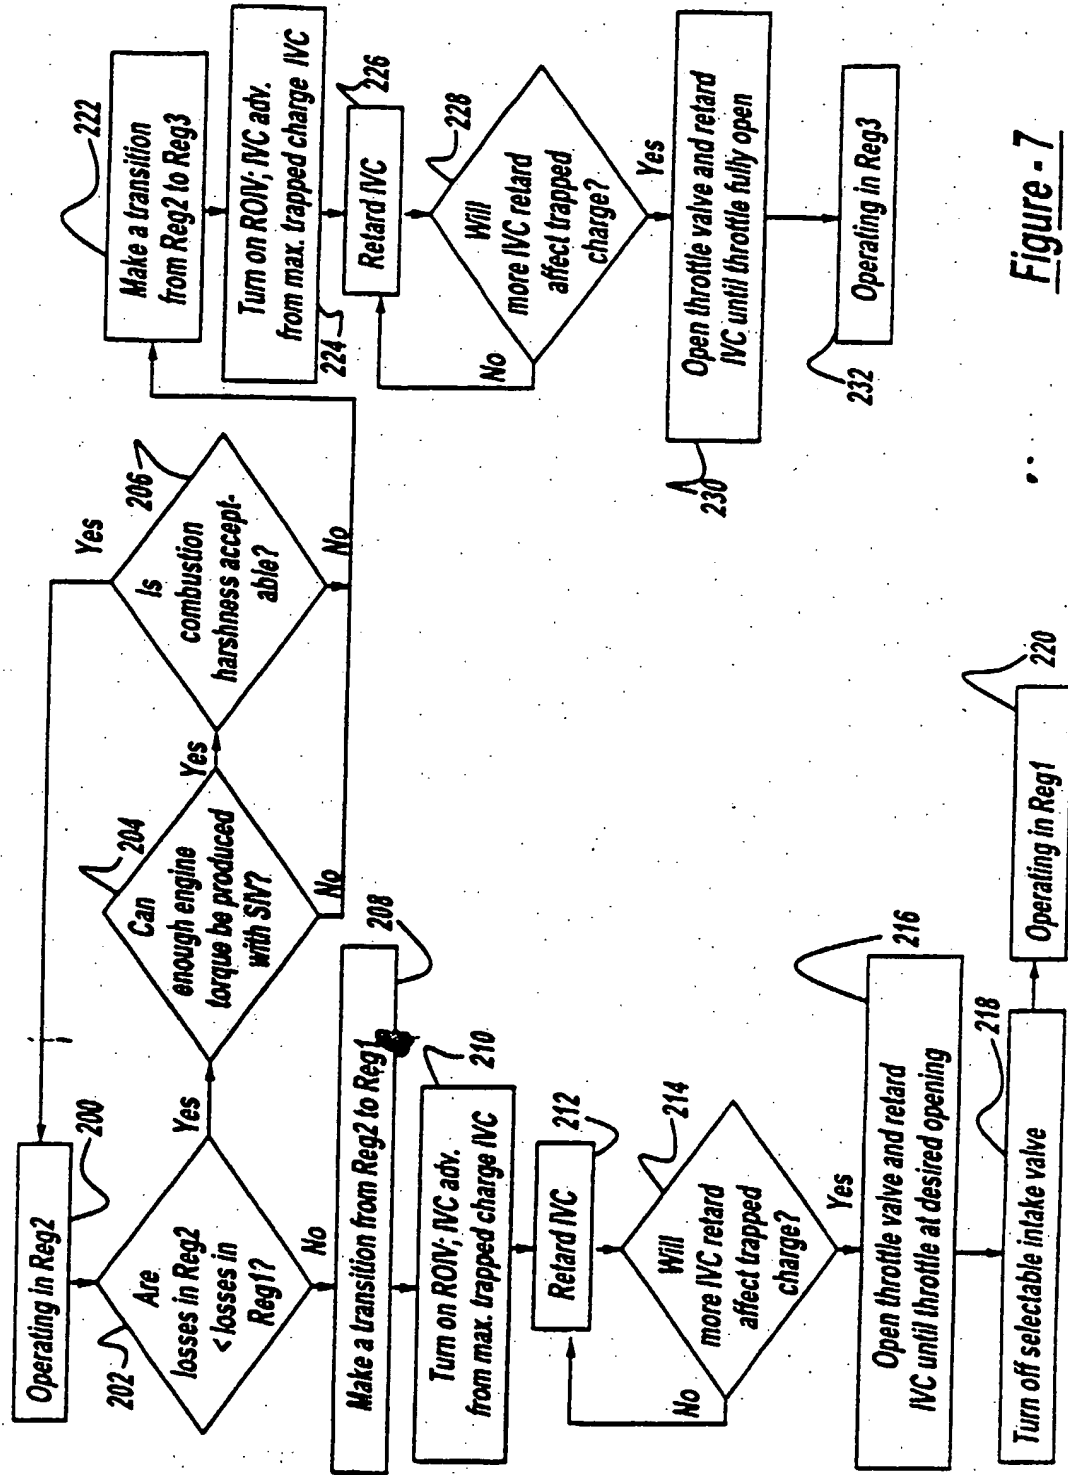 Operating in Reg2
200
Are
losses in Reg2
< losses in
Reg1?
202
Yes
No
Can
enough engine
torque be produced
with SIV?
204
Yes
No
Is
combustion
harshness accept-
able?
206
Yes
No
Make a transition from Reg2 to Reg1
208
Turn on ROIV; IVC adv.
from max. trapped charge IVC
210
Retard IVC
212
Will
more IVC retard
affect trapped
charge?
214
No
Yes
Open throttle valve and retard
IVC until throttle at desired opening
216
Turn off selectable intake valve
218
Operating in Reg1
220
Make a transition
from Reg2 to Reg3
222
Turn on ROIV; IVC adv.
from max. trapped charge IVC
224
Retard IVC
226
Will
more IVC retard
affect trapped
charge?
228
No
Yes
Open throttle valve and retard
IVC until throttle fully open
230
Operating in Reg3
232
Figure - 7